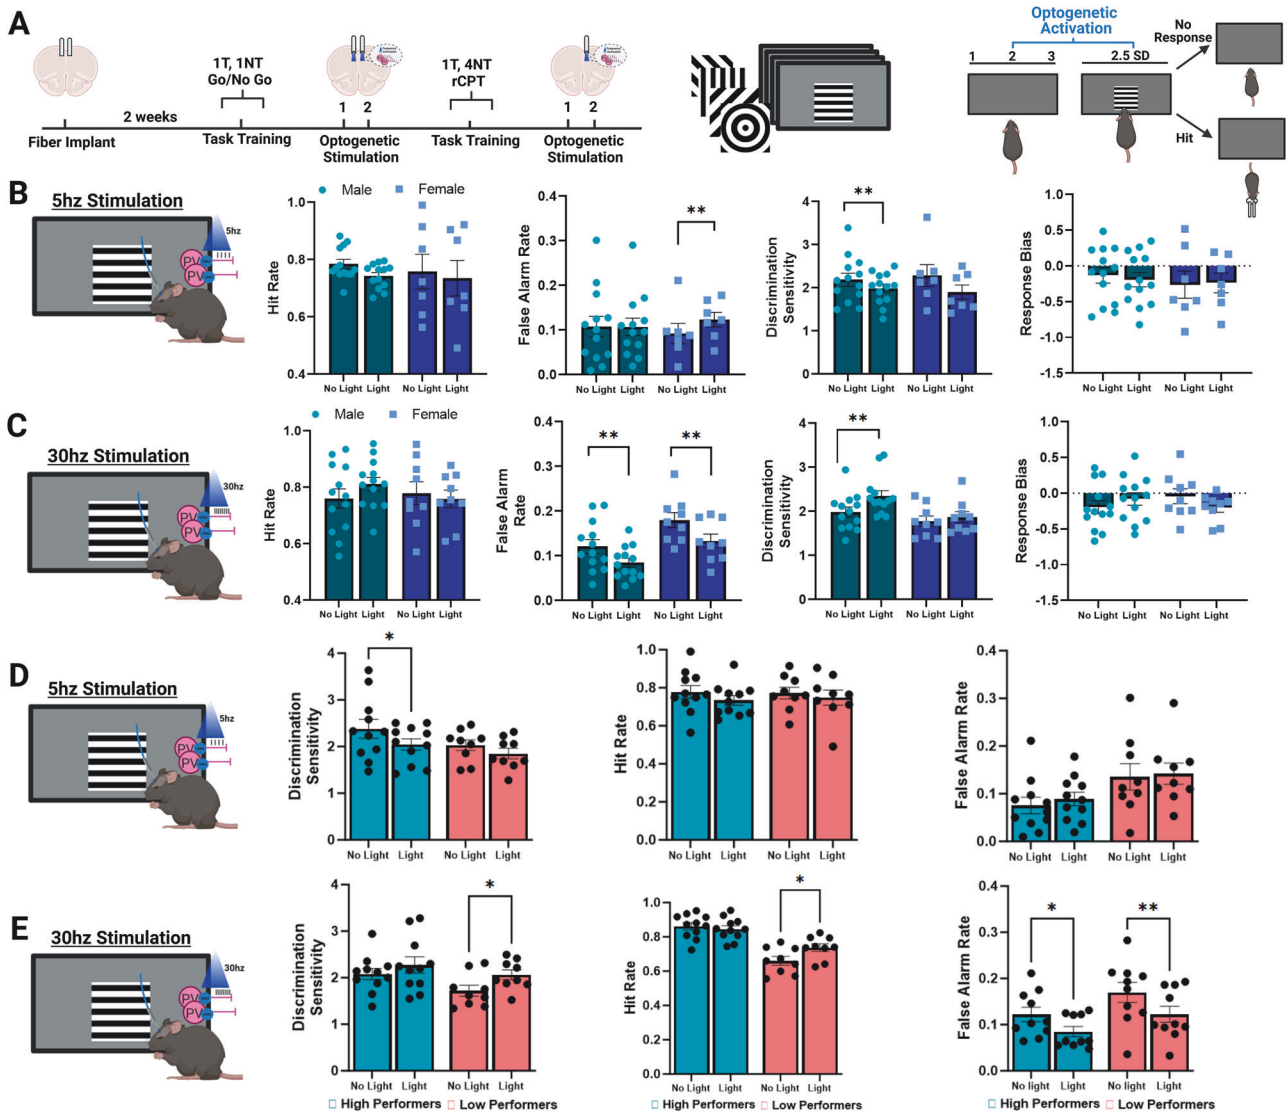 A
1T, 1NT
Go/No Go
1T, 4NT
rCPT
1 2
1 2
2 weeks
Fiber Implant
Task Training
Optogenetic
Stimulation
Task Training
Optogenetic
Stimulation
Optogenetic
Activation
1 2 3
2.5 SD
No
Response
Hit
B
5hz Stimulation
5hz
PV
PV
Male Female
Hit Rate
1.0
0.8
0.6
0.4
No Light Light No Light Light
False Alarm Rate
0.4
0.3
0.2
0.1
0.0
**
No Light Light No Light Light
Discrimination
Sensitivity
4
3
2
1
0
**
No Light Light No Light Light
Response Bias
1.0
0.5
0.0
-0.5
-1.0
-1.5
No Light Light No Light Light
C
30hz Stimulation
30hz
PV
PV
Male Female
Hit Rate
1.0
0.8
0.6
0.4
No Light Light No Light Light
False Alarm
Rate
0.4
0.3
0.2
0.1
0.0
** **
No Light Light No Light Light
Discrimination
Sensitivity
4
3
2
1
0
**
No Light Light No Light Light
Response Bias
1.0
0.5
0.0
-0.5
-1.0
-1.5
No Light Light No Light Light
D
5hz Stimulation
5hz
PV
PV
Discrimination
Sensitivity
4
3
2
1
0
*
No Light Light No Light Light
Hit Rate
1.0
0.8
0.6
0.4
0.2
0.0
No Light Light No Light Light
False Alarm Rate
0.4
0.3
0.2
0.1
0.0
No Light Light No Light Light
E
30hz Stimulation
30hz
PV
PV
Discrimination
Sensitivity
4
3
2
1
0
*
No Light Light No Light Light
High Performers Low Performers
Hit Rate
1.0
0.8
0.6
0.4
0.2
0.0
*
No Light Light No Light Light
High Performers Low Performers
False Alarm Rate
0.4
0.3
0.2
0.1
0.0
* **
No light Light No light Light
High Performers Low Performers